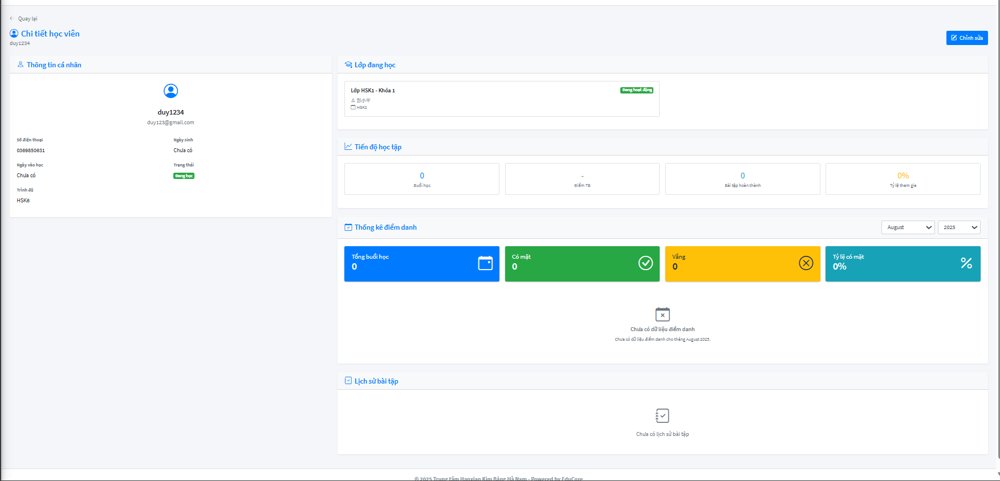 Quay lại
Chi tiết học viên
duy1234
Chỉnh sửa
Thông tin cá nhân
duy1234
duy123@gmail.com
Số điện thoại
0369850631
Ngày sinh
Chưa có
Ngày vào học
Chưa có
Trạng thái
Đang học
Trình độ
HSK6
Lớp đang học
Lớp HSK1 - Khóa 1
Đang hoạt động
彭小平
HSK1
Tiến độ học tập
0
Buổi học
-
Điểm TB
0
Bài tập hoàn thành
0%
Tỷ lệ tham gia
Thống kê điểm danh
August
2025
Tổng buổi học
0
Có mặt
0
Vắng
0
Tỷ lệ có mặt
0%
Chưa có dữ liệu điểm danh
Chưa có dữ liệu điểm danh cho tháng August 2025.
Lịch sử bài tập
Chưa có lịch sử bài tập
© 2025 Trung tâm Hanxian Kim Bảng Hà Nam - Powered by EduCore